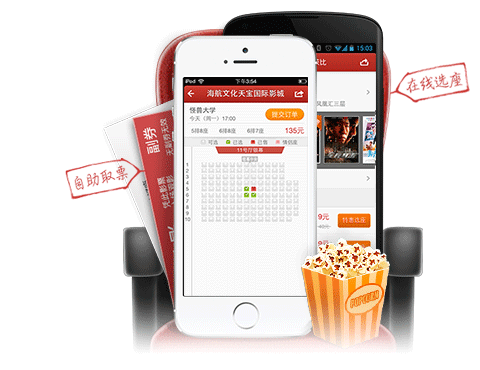 15:03
在线选座
iPod
下午3:54
海航文化天宝国际影城
怪兽大学
今天（周一）17:00
提交订单
凤凰汇三层
5排8座
6排8座
6排7座
135元
可选
已选
已售
情侣座
11号厅银幕
1
2
3
4
5
6
7
8
9
10
副券
自助取票
9元
9元
POPCORN